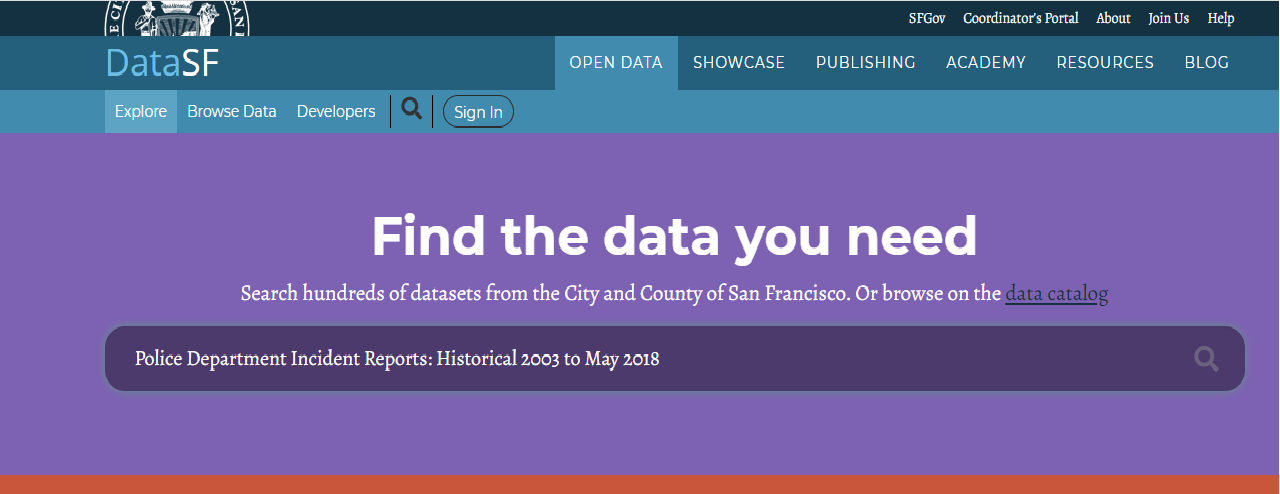 SFGov Coordinator's Portal About Join Us Help
DataSF
OPEN DATA SHOWCASE PUBLISHING ACADEMY RESOURCES BLOG
Explore Browse Data Developers Sign In
Find the data you need
Search hundreds of datasets from the City and County of San Francisco. Or browse on the data catalog
Police Department Incident Reports: Historical 2003 to May 2018